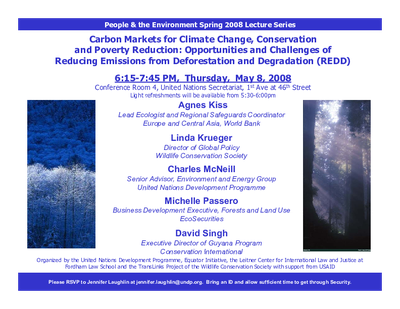 People & the Environment Spring 2008 Lecture Series
Carbon Markets for Climate Change, Conservation
and Poverty Reduction: Opportunities and Challenges of
Reducing Emissions from Deforestation and Degradation (REDD)
6:15-7:45 PM, Thursday, May 8, 2008
Conference Room 4, United Nations Secretariat, 1st Ave at 46th Street
Light refreshments will be available from 5:30-6:00pm
Agnes Kiss
Lead Ecologist and Regional Safeguards Coordinator
Europe and Central Asia, World Bank
Linda Krueger
Director of Global Policy
Wildlife Conservation Society
Charles McNeill
Senior Advisor, Environment and Energy Group
United Nations Development Programme
Michelle Passero
Business Development Executive, Forests and Land Use
EcoSecurities
David Singh
Executive Director of Guyana Program
Conservation International
Organized by the United Nations Development Programme, Equator Initiative, the Leitner Center for International Law and Justice at
Fordham Law School and the TransLinks Project of the Wildlife Conservation Society with support from USAID
Please RSVP to Jennifer Laughlin at jennifer.laughlin@undp.org. Bring an ID and allow sufficient time to get through Security.